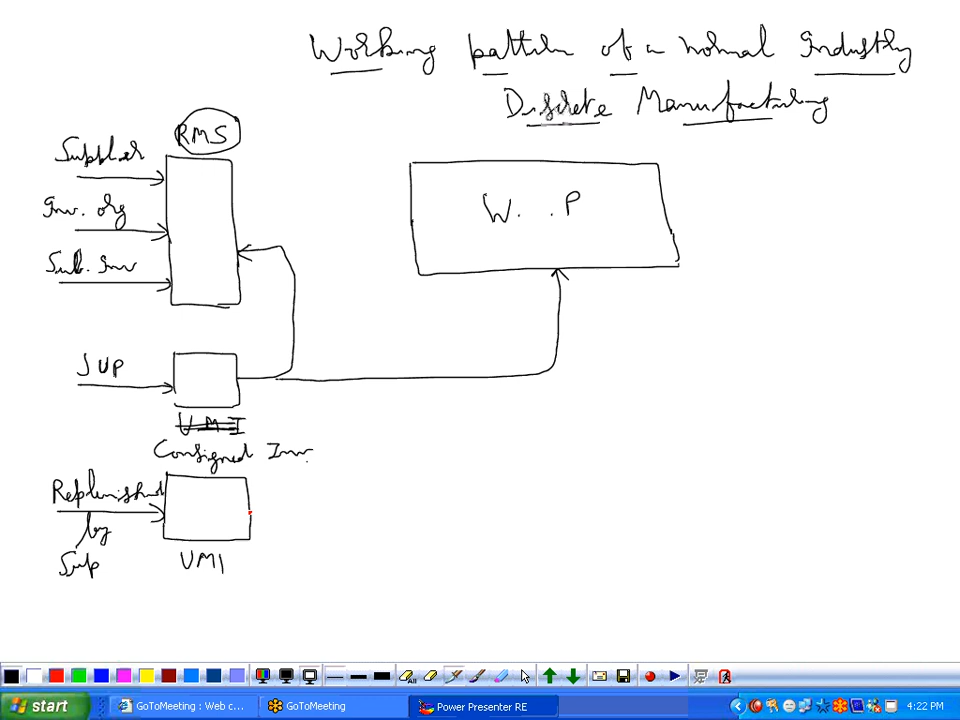 Working pattern of a normal Industry
Discrete Manufacturing
RMS
Supplier
Inv. org
Sub. Inv
W. . P
SUP
VMI
Consigned Inv.
Replenished
by
Sup
VMI
start
GoToMeeting : Web c...
GoToMeeting
Power Presenter RE
4:22 PM